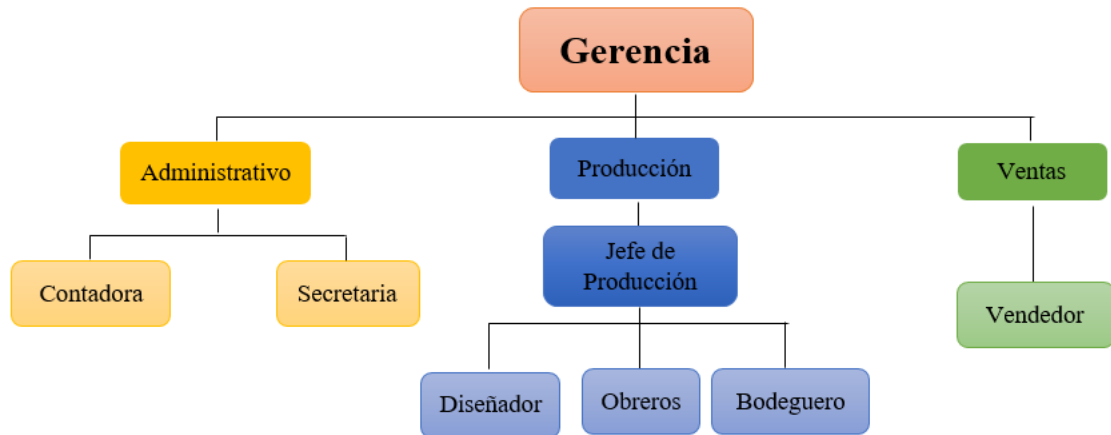 Gerencia
Administrativo
Producción
Ventas
Contadora
Secretaria
Jefe de
Producción
Vendedor
Diseñador
Obreros
Bodeguero